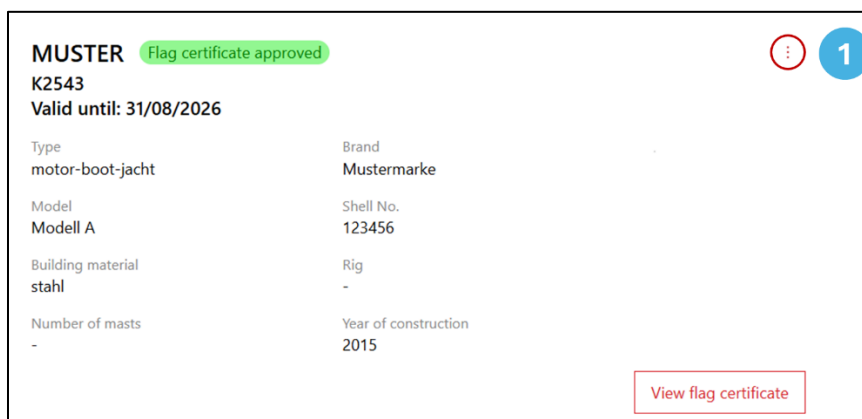 MUSTER Flag certificate approved
1
K2543
Valid until: 31/08/2026
Type Brand
motor-boot-jacht Mustermarke
Model Shell No.
Modell A 123456
Building material Rig
stahl -
Number of masts Year of construction
- 2015
View flag certificate